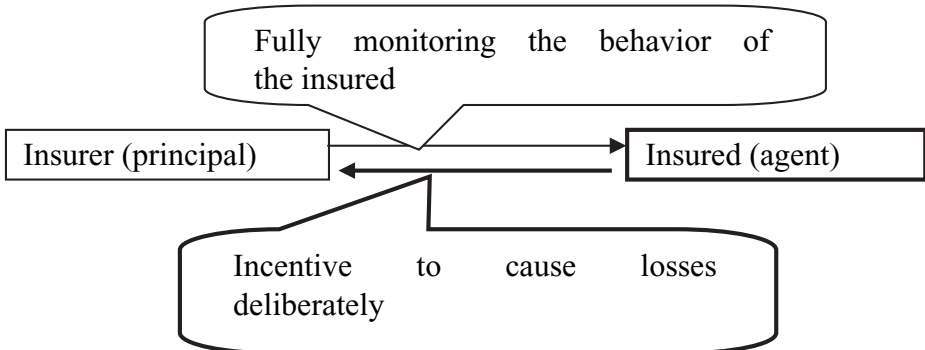 Fully monitoring the behavior of
the insured
Insurer (principal)
Insured (agent)
Incentive to cause losses
deliberately